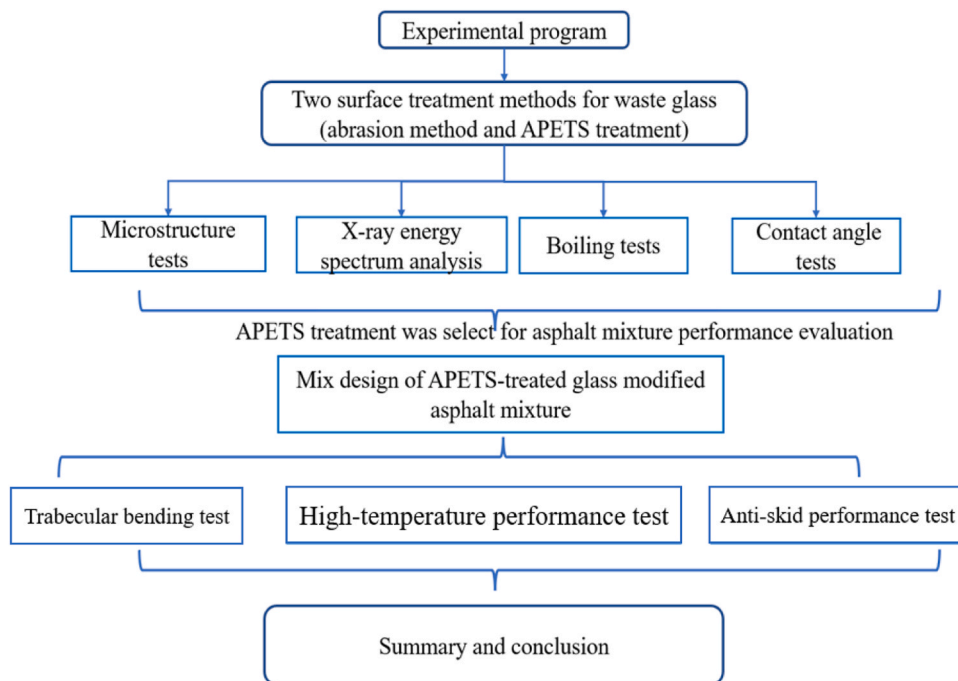 Experimental program
Two surface treatment methods for waste glass
(abrasion method and APETS treatment)
Microstructure
tests
X-ray energy
spectrum analysis
Boiling tests
Contact angle
tests
APETS treatment was select for asphalt mixture performance evaluation
Mix design of APETS-treated glass modified
asphalt mixture
Trabecular bending test
High-temperature performance test
Anti-skid performance test
Summary and conclusion